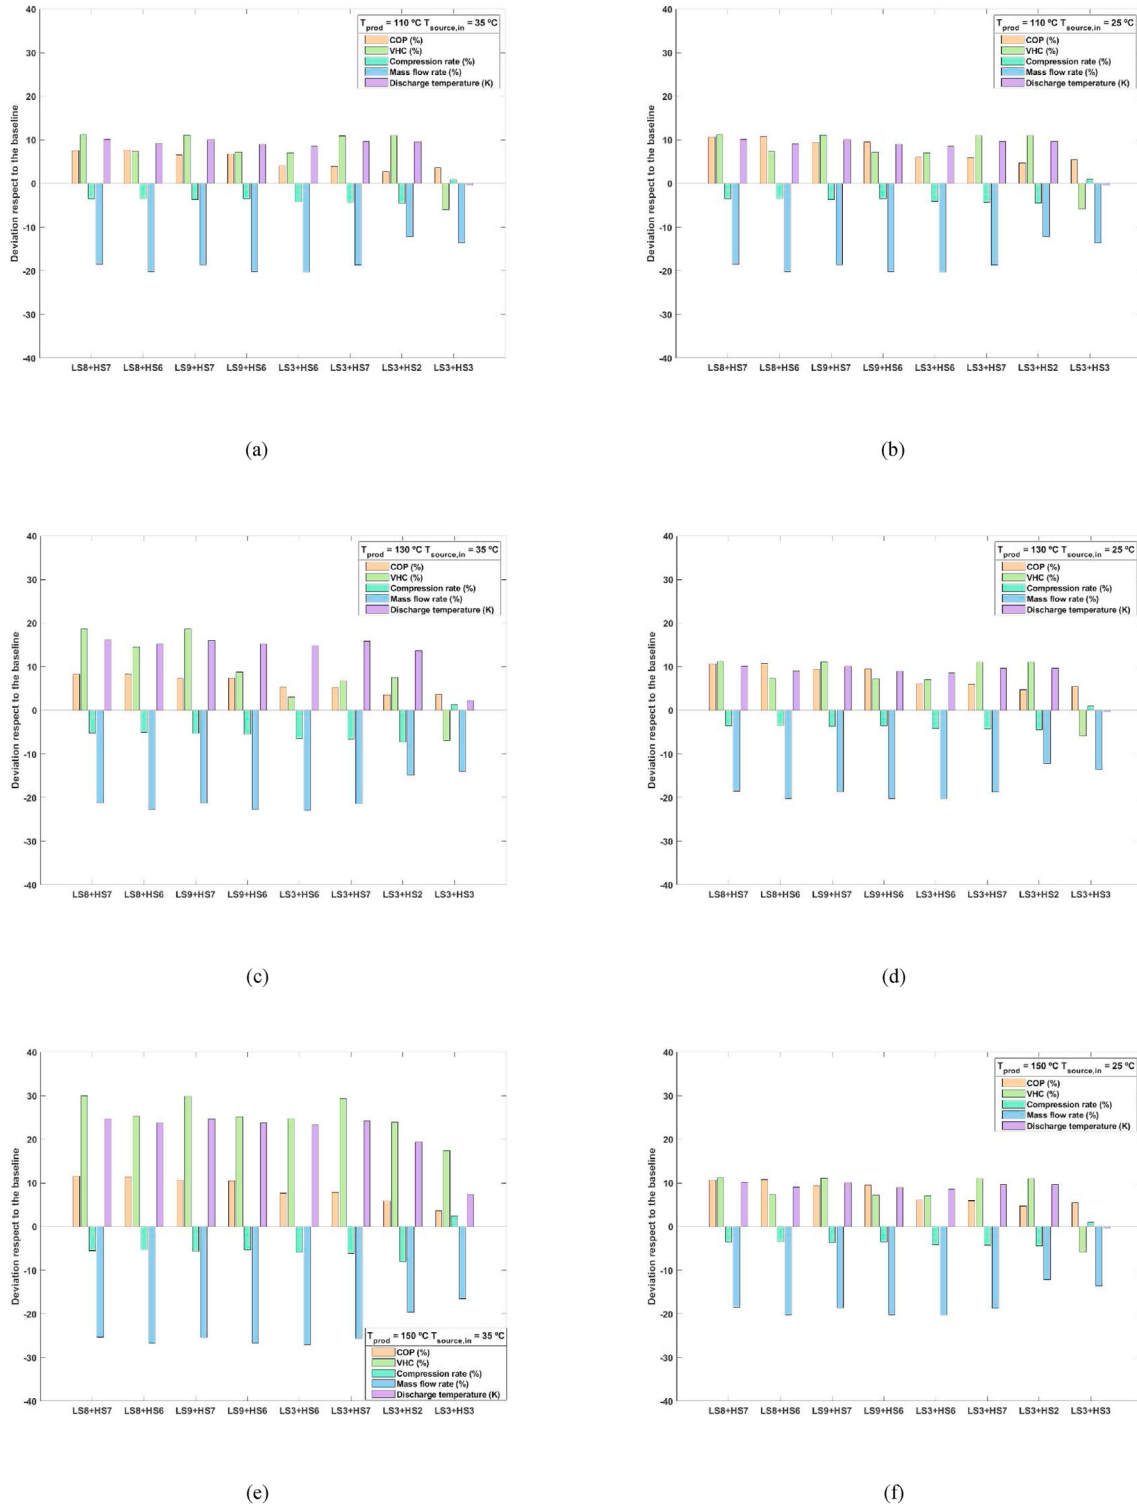 T_prod = 110 ºC T_source,in = 35 ºC
COP (%)
VHC (%)
Compression rate (%)
Mass flow rate (%)
Discharge temperature (K)
Deviation respect to the baseline
40
30
20
10
0
-10
-20
-30
-40
LS8+HS7 LS8+HS6 LS9+HS7 LS9+HS6 LS3+HS6 LS3+HS7 LS3+HS2 LS3+HS3
(a)
T_prod = 110 ºC T_source,in = 25 ºC
COP (%)
VHC (%)
Compression rate (%)
Mass flow rate (%)
Discharge temperature (K)
Deviation respect to the baseline
40
30
20
10
0
-10
-20
-30
-40
LS8+HS7 LS8+HS6 LS9+HS7 LS9+HS6 LS3+HS6 LS3+HS7 LS3+HS2 LS3+HS3
(b)
T_prod = 130 ºC T_source,in = 35 ºC
COP (%)
VHC (%)
Compression rate (%)
Mass flow rate (%)
Discharge temperature (K)
Deviation respect to the baseline
40
30
20
10
0
-10
-20
-30
-40
LS8+HS7 LS8+HS6 LS9+HS7 LS9+HS6 LS3+HS6 LS3+HS7 LS3+HS2 LS3+HS3
(c)
T_prod = 130 ºC T_source,in = 25 ºC
COP (%)
VHC (%)
Compression rate (%)
Mass flow rate (%)
Discharge temperature (K)
Deviation respect to the baseline
40
30
20
10
0
-10
-20
-30
-40
LS8+HS7 LS8+HS6 LS9+HS7 LS9+HS6 LS3+HS6 LS3+HS7 LS3+HS2 LS3+HS3
(d)
Deviation respect to the baseline
40
30
20
10
0
-10
-20
-30
-40
T_prod = 150 ºC T_source,in = 35 ºC
COP (%)
VHC (%)
Compression rate (%)
Mass flow rate (%)
Discharge temperature (K)
LS8+HS7 LS8+HS6 LS9+HS7 LS9+HS6 LS3+HS6 LS3+HS7 LS3+HS2 LS3+HS3
(e)
T_prod = 150 ºC T_source,in = 25 ºC
COP (%)
VHC (%)
Compression rate (%)
Mass flow rate (%)
Discharge temperature (K)
Deviation respect to the baseline
40
30
20
10
0
-10
-20
-30
-40
LS8+HS7 LS8+HS6 LS9+HS7 LS9+HS6 LS3+HS6 LS3+HS7 LS3+HS2 LS3+HS3
(f)